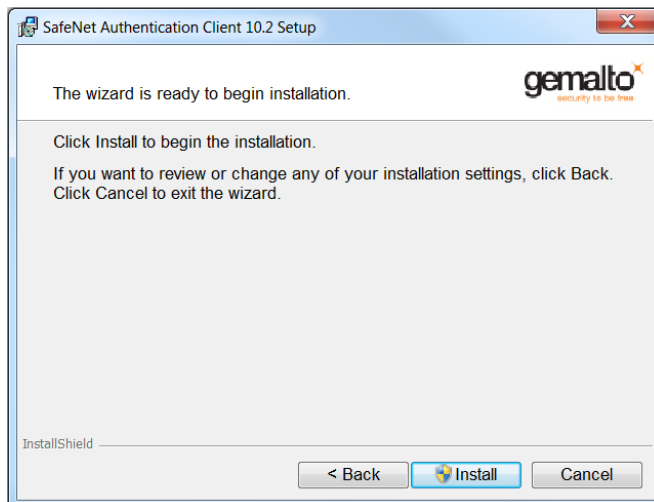 SafeNet Authentication Client 10.2 Setup
gemalto
security to be free
The wizard is ready to begin installation.
Click Install to begin the installation.
If you want to review or change any of your installation settings, click Back.
Click Cancel to exit the wizard.
InstallShield
< Back
Install
Cancel